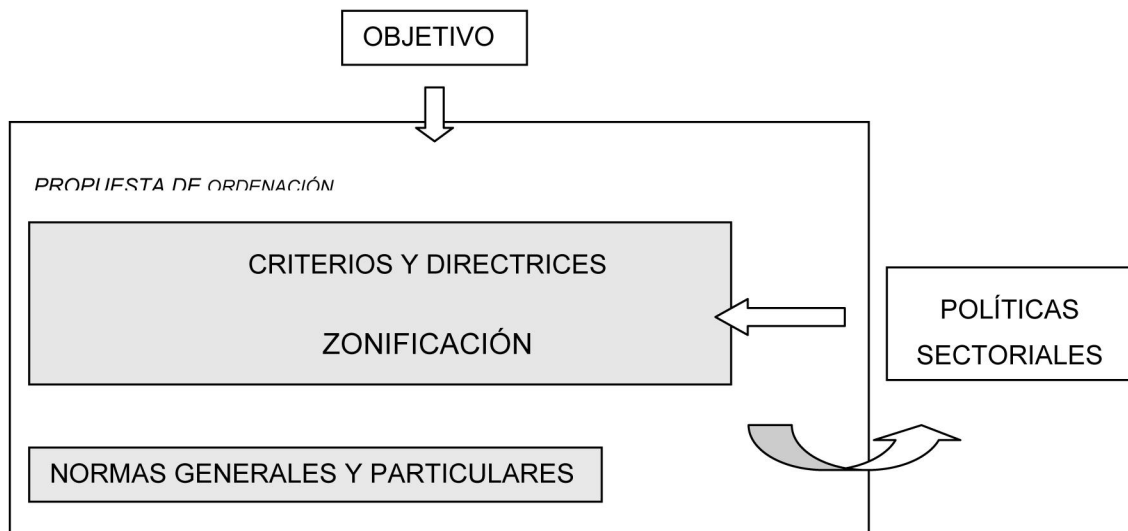 OBJETIVO
PROPUESTA DE ORDENACIÓN
CRITERIOS Y DIRECTRICES
ZONIFICACIÓN
POLÍTICAS
SECTORIALES
NORMAS GENERALES Y PARTICULARES